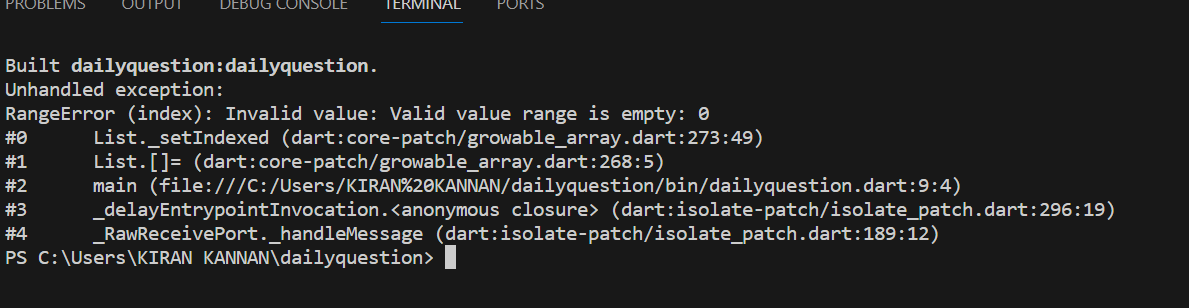 PROBLEMS OUTPUT DEBUG CONSOLE TERMINAL PORTS
Built dailyquestion:dailyquestion.
Unhandled exception:
RangeError (index): Invalid value: Valid value range is empty: 0
#0      List._setIndexed (dart:core-patch/growable_array.dart:273:49)
#1      List.[]= (dart:core-patch/growable_array.dart:268:5)
#2      main (file:///C:/Users/KIRAN%20KANNAN/dailyquestion/bin/dailyquestion.dart:9:4)
#3      _delayEntrypointInvocation.<anonymous closure> (dart:isolate-patch/isolate_patch.dart:296:19)
#4      _RawReceivePort._handleMessage (dart:isolate-patch/isolate_patch.dart:189:12)
PS C:\Users\KIRAN KANNAN\dailyquestion>